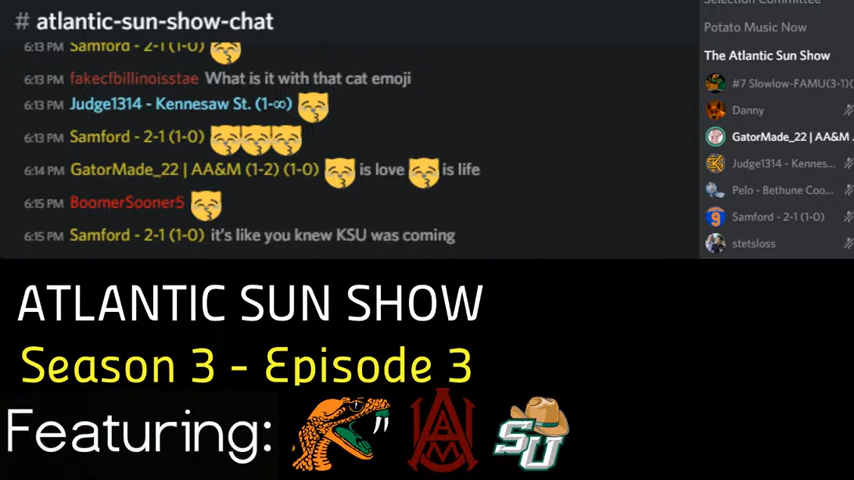 # atlantic-sun-show-chat
6:13 PM Samford - 2-1 (1-0)
6:13 PM fakecfbillinoisstae What is it with that cat emoji
6:13 PM Judge1314 - Kennesaw St. (1-∞)
6:13 PM Samford - 2-1 (1-0)
6:14 PM GatorMade_22 | AA&M (1-2) (1-0) is love is life
6:15 PM BoomerSooner5
6:15 PM Samford - 2-1 (1-0) it's like you knew KSU was coming
Selection Committee
Potato Music Now
The Atlantic Sun Show
#7 Slowlow-FAMU(3-1)(
Danny
GatorMade_22 | AA&M
Judge1314 - Kennes...
Pelo - Bethune Coo...
Samford - 2-1 (1-0)
stetsloss
ATLANTIC SUN SHOW
Season 3 - Episode 3
Featuring:
AAM
SU